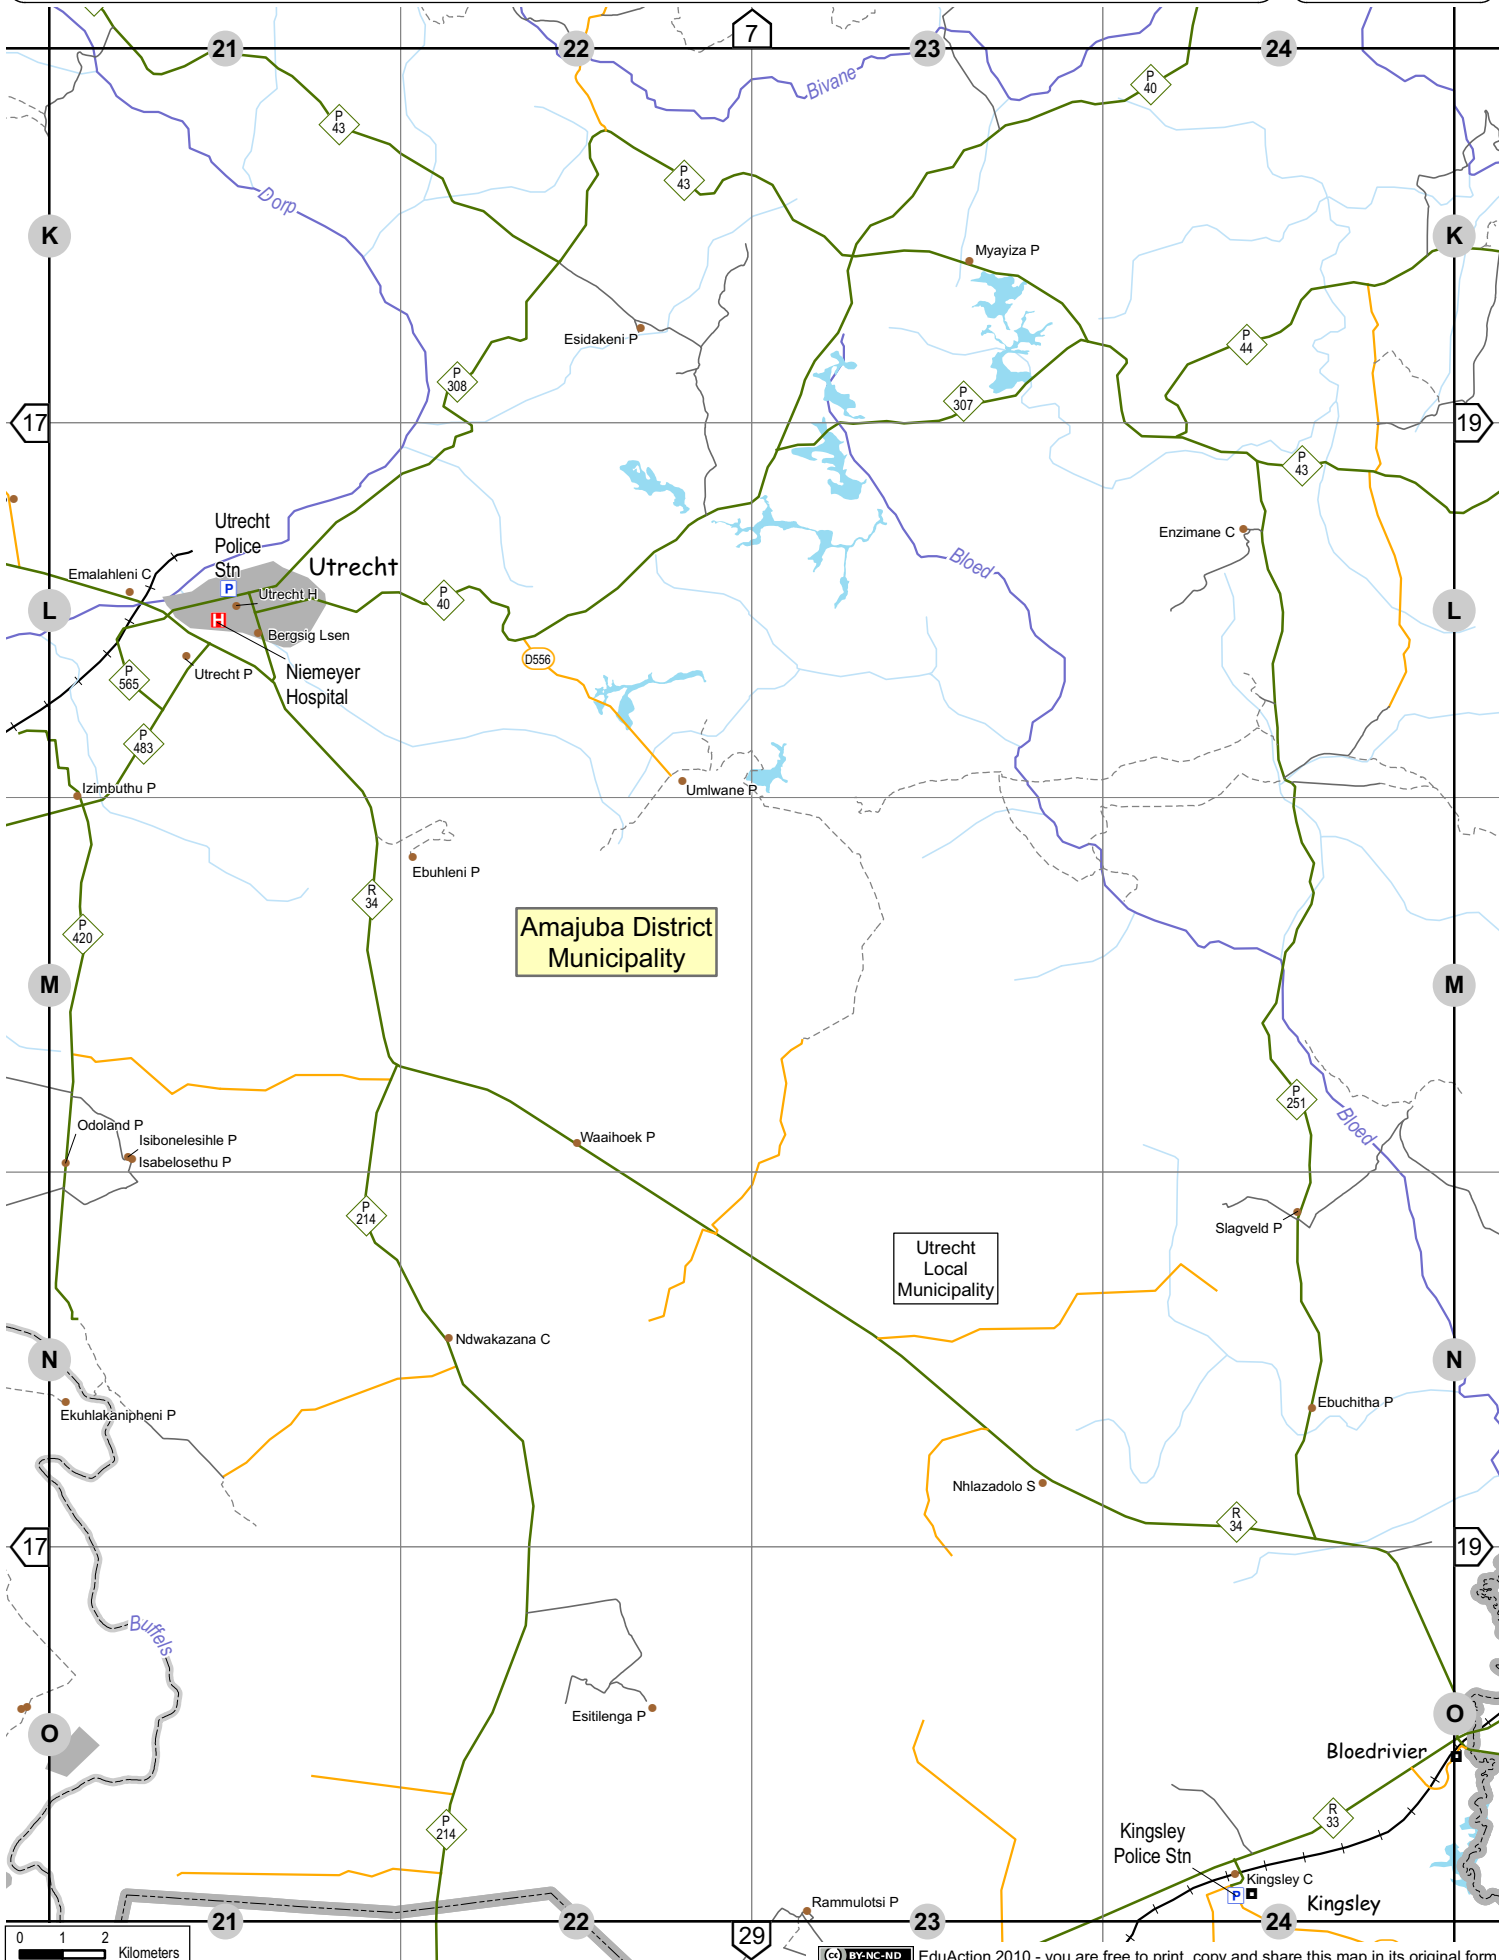 7
21
22
23
24
Bivane
P
40
P
43
P
43
Dorp
K
K
Myayiza P
Esidakeni P
P
44
P
308
P
307
17
19
P
43
Utrecht
Police
Stn
Enzimane C
Bloed
Utrecht
Emalahleni C
P
Utrecht H
P
40
L
L
H
Bergsig Lsen
D556
Utrecht P
Niemeyer
Hospital
P
565
P
483
Izimbuthu P
Umlwane P
Ebuhleni P
R
34
P
420
Amajuba District
Municipality
M
M
P
251
Bloed
Odoland P
Isibonelesihle P
Isabelosethu P
Waaihoek P
P
214
Slagveld P
Utrecht
Local
Municipality
Ndwakazana C
N
N
Ekuhlakanipheni P
Ebuchitha P
Nhlazadolo S
R
34
17
19
Buffels
Esitilenga P
O
O
Bloedrivier
R
33
P
214
Kingsley
Police Stn
Kingsley C
P
Kingsley
Rammulotsi P
21
22
23
24
29
0 1 2
Kilometers
(cc) BY-NC-ND
EduAction 2010 - you are free to print, copy and share this map in its original form